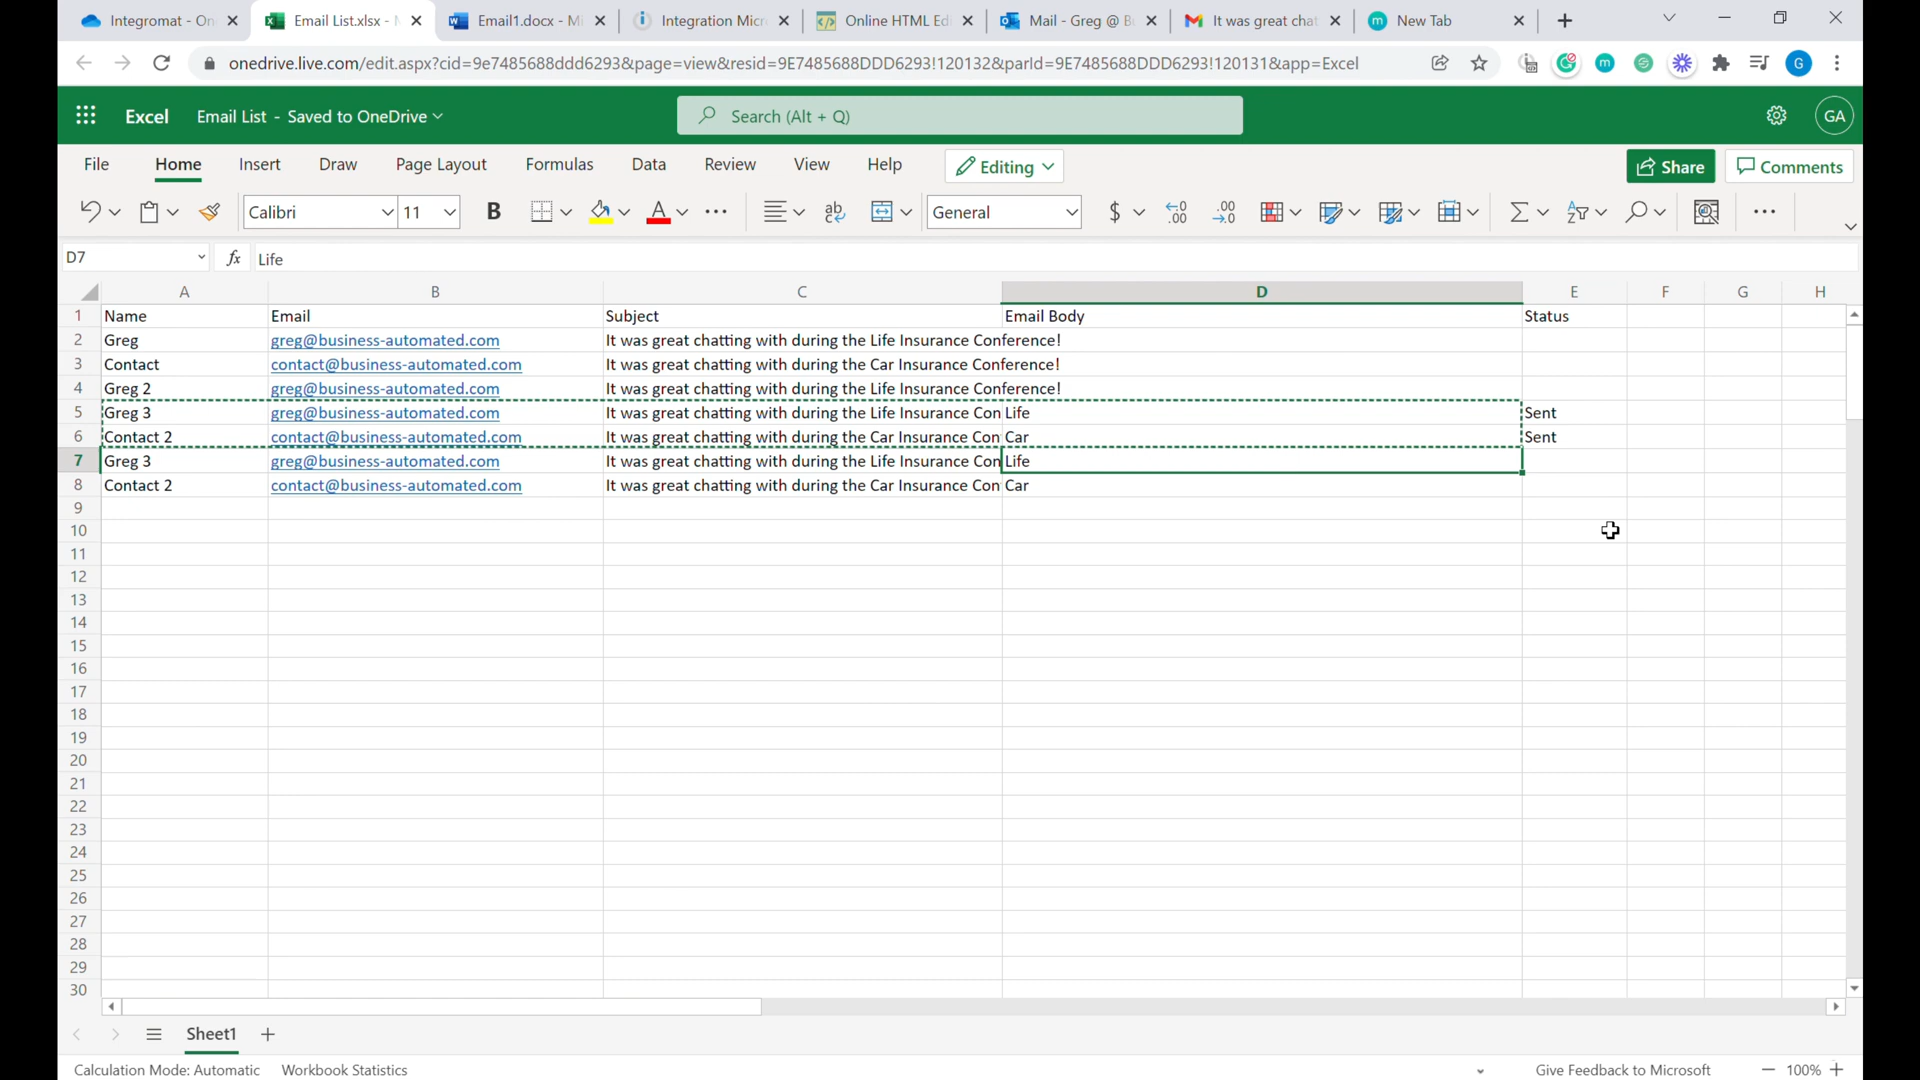 Integromat - On
Email List.xlsx - M
Email1.docx - Mi
Integration Micr
Online HTML Edi
Mail - Greg @ Bu
It was great chat
New Tab
onedrive.live.com/edit.aspx?cid=9e7485688ddd6293&page=view&resid=9E7485688DDD6293!120132&parId=9E7485688DDD6293!120131&app=Excel
G
Excel
Email List - Saved to OneDrive
Search (Alt + Q)
GA
File
Home
Insert
Draw
Page Layout
Formulas
Data
Review
View
Help
Editing
Share
Comments
Calibri
11
B
A
ab
General
$
D7
fx
Life
A B C D E F G H
1 Name Email Subject Email Body Status
2 Greg greg@business-automated.com It was great chatting with during the Life Insurance Conference!
3 Contact contact@business-automated.com It was great chatting with during the Car Insurance Conference!
4 Greg 2 greg@business-automated.com It was great chatting with during the Life Insurance Conference!
5 Greg 3 greg@business-automated.com It was great chatting with during the Life Insurance Con Life Sent
6 Contact 2 contact@business-automated.com It was great chatting with during the Car Insurance Con Car Sent
7 Greg 3 greg@business-automated.com It was great chatting with during the Life Insurance Con Life
8 Contact 2 contact@business-automated.com It was great chatting with during the Car Insurance Con Car
9
10
11
12
13
14
15
16
17
18
19
20
21
22
23
24
25
26
27
28
29
30
Sheet1
Calculation Mode: Automatic
Workbook Statistics
Give Feedback to Microsoft
100%